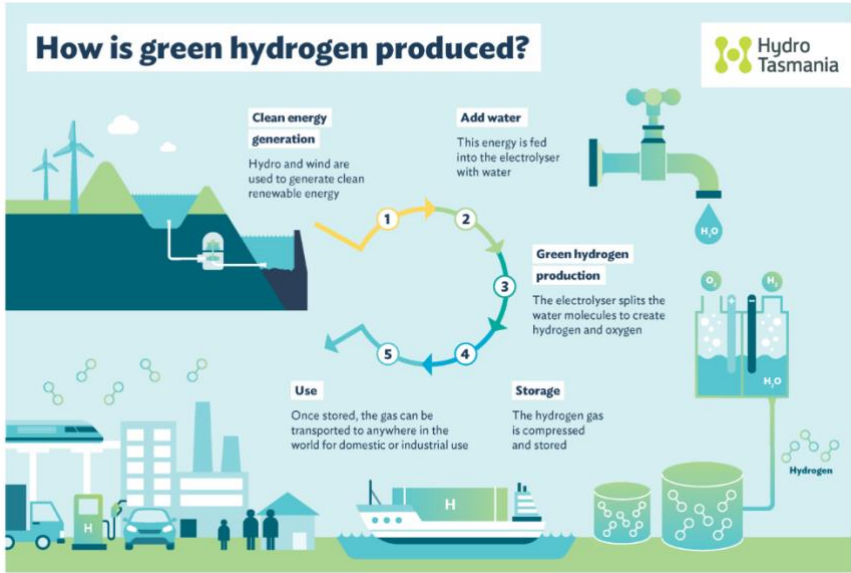 How is green hydrogen produced?
Hydro
Tasmania
Clean energy
generation
Hydro and wind are
used to generate clean
renewable energy
Add water
This energy is fed
into the electrolyser
with water
H₂O
1
2
3
4
5
Green hydrogen
production
The electrolyser splits the
water molecules to create
hydrogen and oxygen
O₂
H₂
H₂O
Use
Once stored, the gas can be
transported to anywhere in the
world for domestic or industrial use
Storage
The hydrogen gas
is compressed
and stored
Hydrogen
H
H